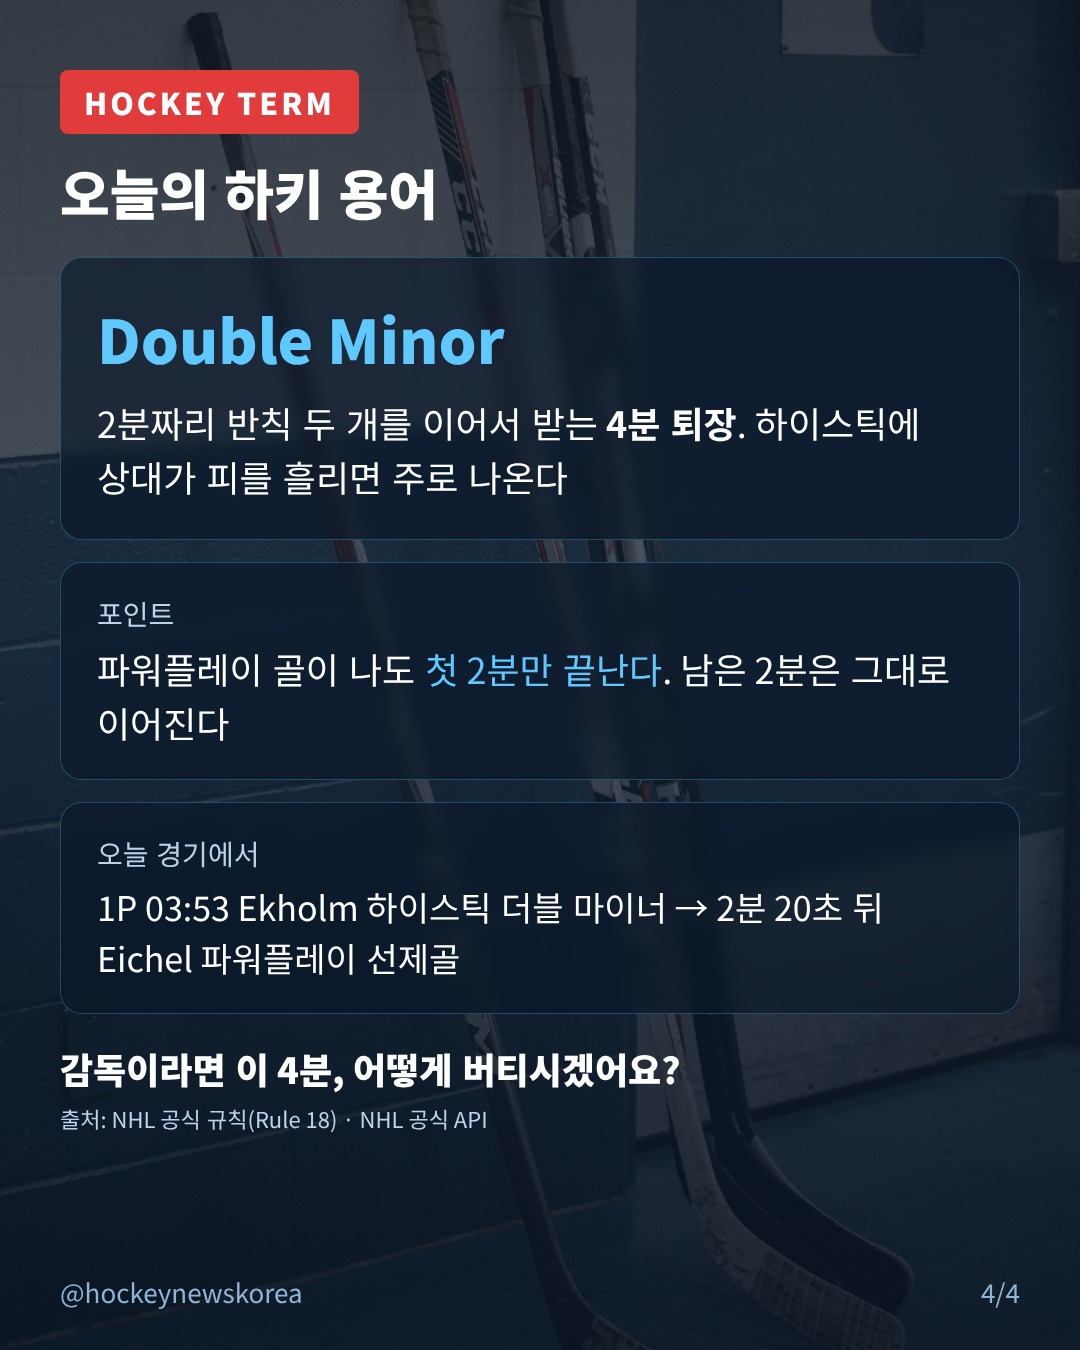 HOCKEY TERM
오늘의 하키 용어
Double Minor
2분짜리 반칙 두 개를 이어서 받는 4분 퇴장. 하이스틱에
상대가 피를 흘리면 주로 나온다
포인트
파워플레이 골이 나도 첫 2분만 끝난다. 남은 2분은 그대로
이어진다
오늘 경기에서
1P 03:53 Ekholm 하이스틱 더블 마이너 → 2분 20초 뒤
Eichel 파워플레이 선제골
감독이라면 이 4분, 어떻게 버티시겠어요?
출처: NHL 공식 규칙(Rule 18) · NHL 공식 API
@hockeynewskorea
4/4